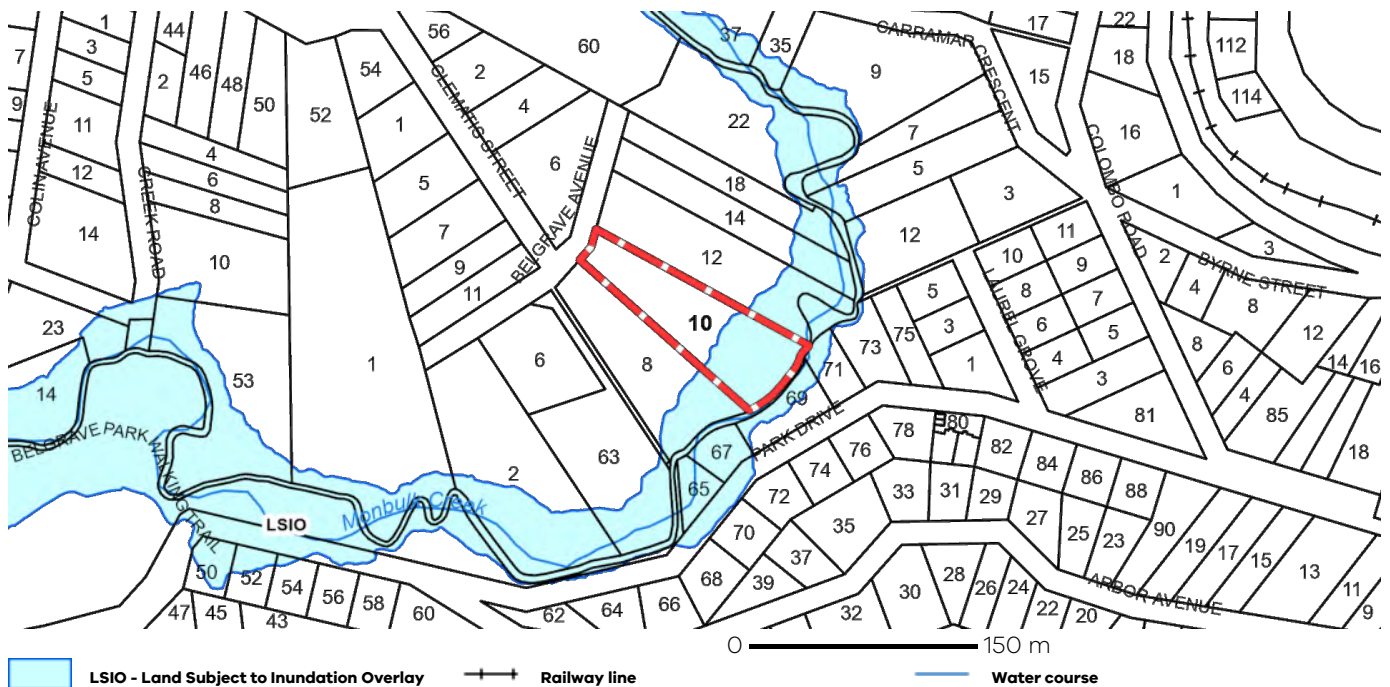 1 44 56 60 37 35 CARRAMAR CRESCENT 17 22 112
7 3 2 46 48 50 54 2 9 15 18 114
9 5 52 CLEMATIS STREET 4 22 16
COLIN AVENUE 11 4 1 6 7 COLOMBO ROAD
12 CREEK ROAD 6 5 BELGRAVE AVENUE 18 5 3 1
14 8 7 14 12 11 3
10 9 12 10 9 2 BYRNE STREET
11 10 5 8 LAUREL GROVE 7 4 8
23 53 1 6 8 75 3 6 5 12
14 73 1 4 8 14 16
71 3 6
69 PARK DRIVE 81 4 85
BELGRAVE PARK WALKING TRAIL 63 67 76 78 80 82 18
2 65 74 84 86 88
Monbulk Creek 72 33 31 29
LSIO 70 35 27 25 23 90 19 17 15 13
50 52 54 56 58 68 39 37 30 28 26 24 ARBOR AVENUE 11
47 45 43 60 62 64 66 32 22 20 9
0 150 m
LSIO - Land Subject to Inundation Overlay Railway line Water course